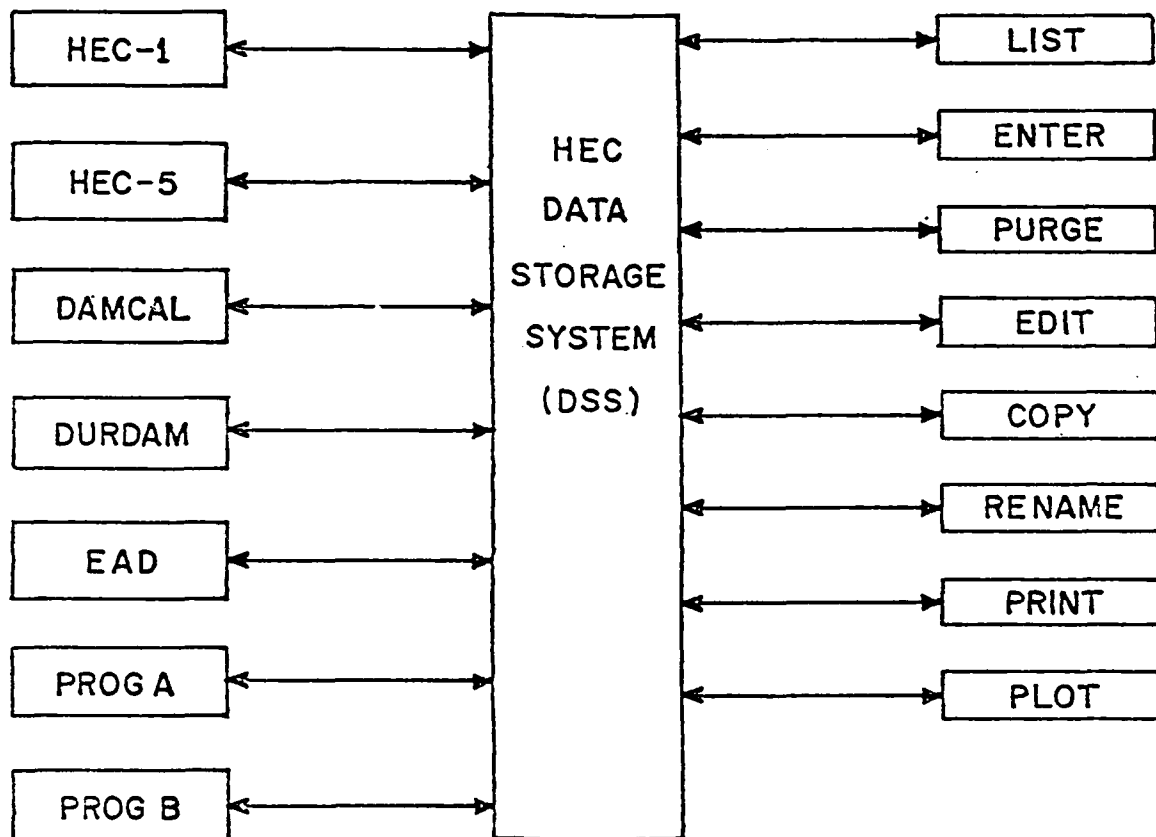 HEC-1
HEC-5
DAMCAL
DURDAM
EAD
PROG A
PROG B
HEC
DATA
STORAGE
SYSTEM
(DSS)
LIST
ENTER
PURGE
EDIT
COPY
RENAME
PRINT
PLOT